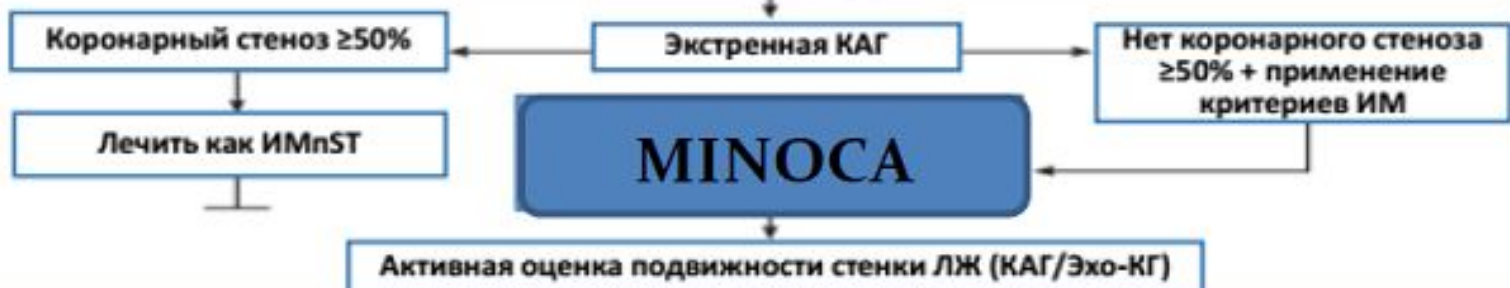 Коронарный стеноз ≥50%
Экстренная КАГ
Нет коронарного стеноза
≥50% + применение
критериев ИМ
Лечить как ИМпST
MINOCA
Активная оценка подвижности стенки ЛЖ (КАГ/Эхо-КГ)